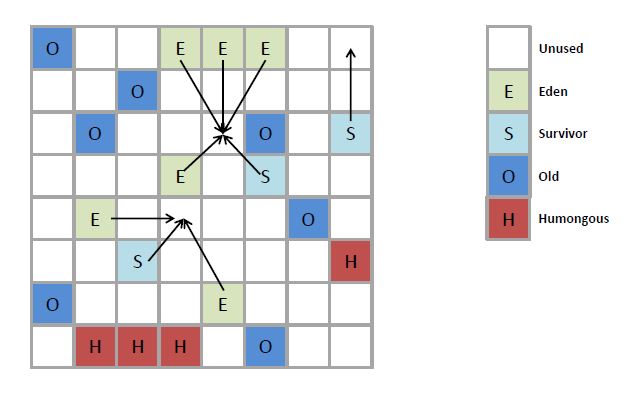 O E E E Unused
O E Eden
O O S S Survivor
E S O Old
E O H Humongous
S H
O E
H H H O